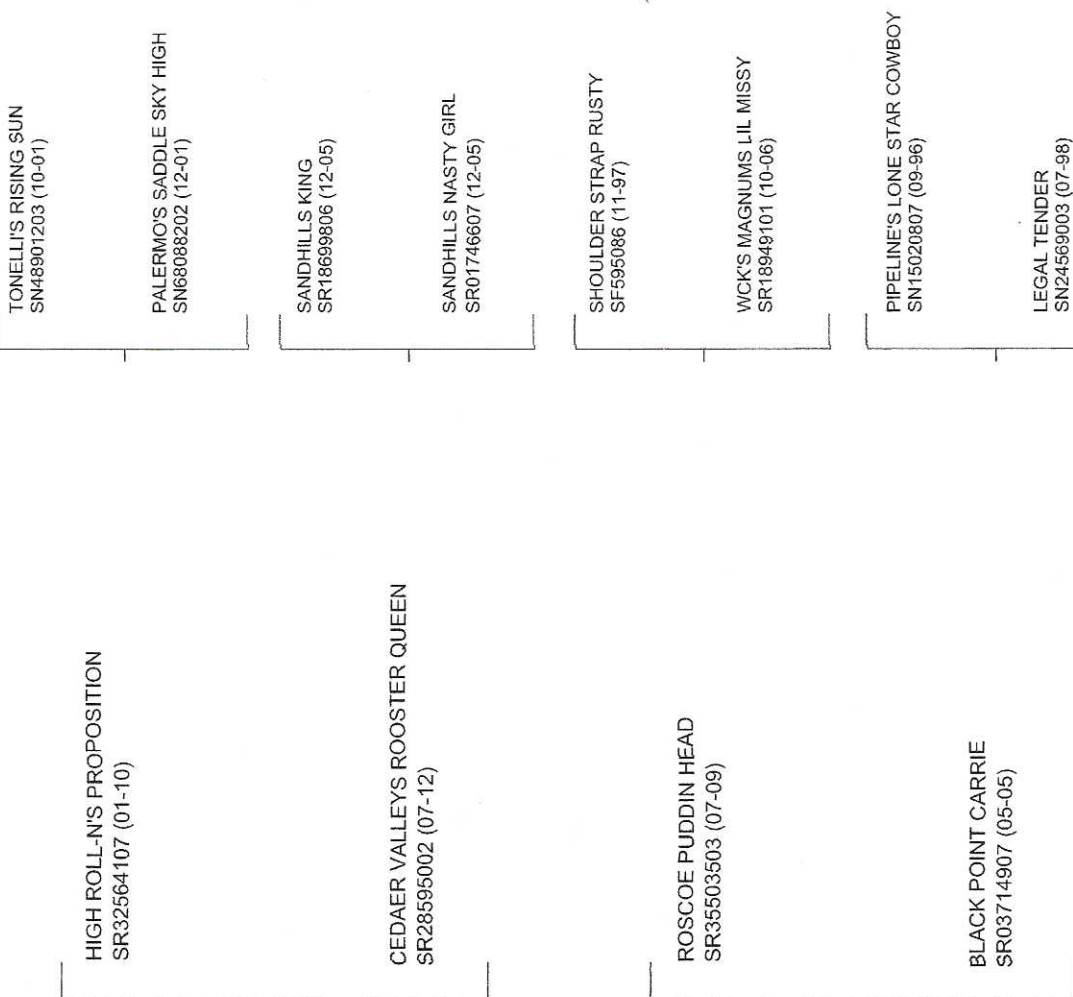 TONELLI'S RISING SUN
SN48901203 (10-01)
PALERMO'S SADDLE SKY HIGH
SN68088202 (12-01)
SANDHILLS KING
SR18699806 (12-05)
SANDHILLS NASTY GIRL
SR01746607 (12-05)
SHOULDER STRAP RUSTY
SF595086 (11-97)
WCK'S MAGNUMS LIL MISSY
SR18949101 (10-06)
PIPELINE'S LONE STAR COWBOY
SN15020807 (09-96)
LEGAL TENDER
SN24569003 (07-98)
HIGH ROLL-N'S PROPOSITION
SR32564107 (01-10)
CEDAER VALLEYS ROOSTER QUEEN
SR28595002 (07-12)
ROSCOE PUDDIN HEAD
SR35503503 (07-09)
BLACK POINT CARRIE
SR03714907 (05-05)